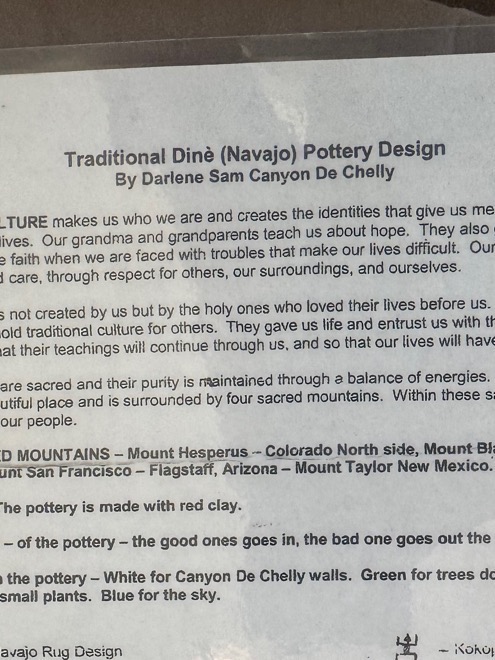 Traditional Dinè (Navajo) Pottery Design
By Darlene Sam Canyon De Chelly
LTURE makes us who we are and creates the identities that give us me
lives. Our grandma and grandparents teach us about hope. They also
e faith when we are faced with troubles that make our lives difficult. Our
d care, through respect for others, our surroundings, and ourselves.
s not created by us but by the holy ones who loved their lives before us.
old traditional culture for others. They gave us life and entrust us with th
hat their teachings will continue through us, and so that our lives will have
are sacred and their purity is maintained through a balance of energies.
utiful place and is surrounded by four sacred mountains. Within these sa
our people.
D MOUNTAINS – Mount Hesperus – Colorado North side, Mount Bla
unt San Francisco – Flagstaff, Arizona – Mount Taylor New Mexico.
The pottery is made with red clay.
– of the pottery – the good ones goes in, the bad one goes out the
the pottery – White for Canyon De Chelly walls. Green for trees do
small plants. Blue for the sky.
avajo Rug Design
– Kokop